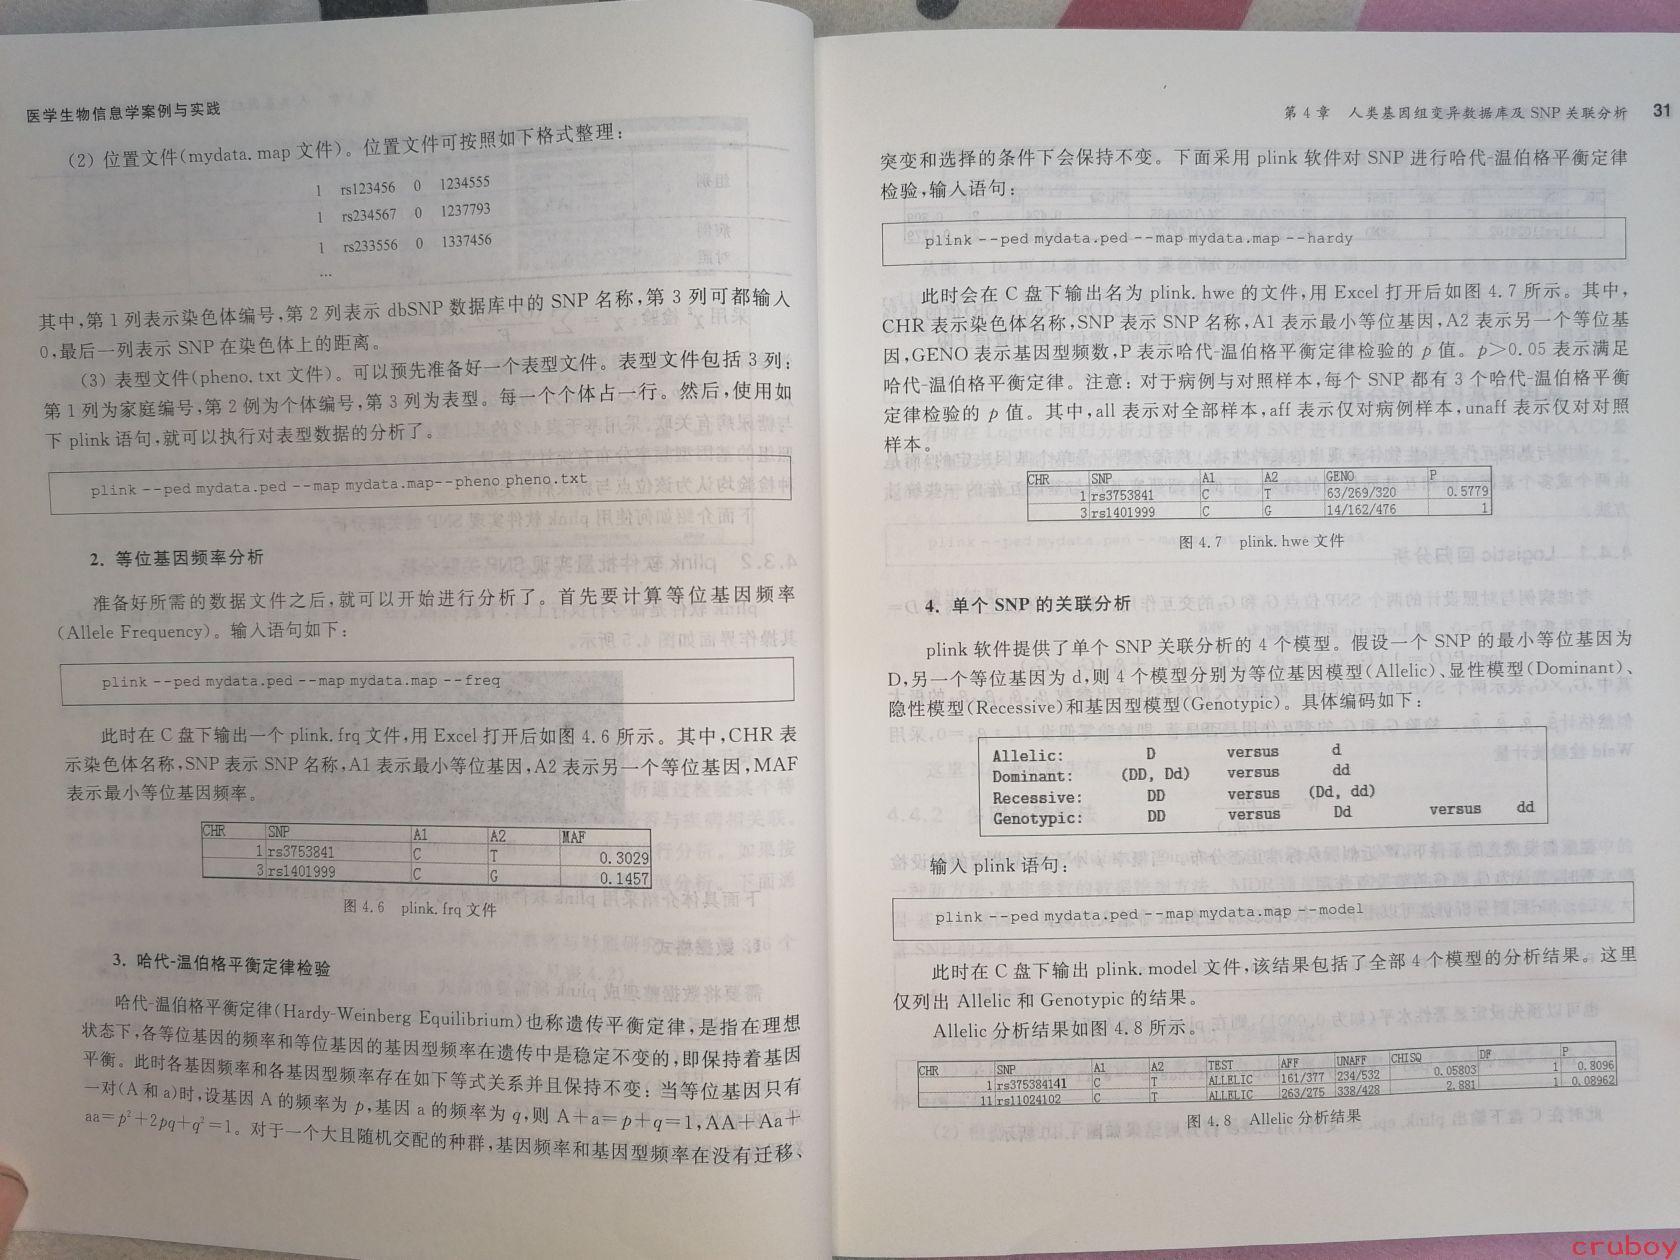 医学生物信息学案例与实践
(2) 位置文件(mydata. map 文件)。位置文件可按照如下格式整理:
1 rs123456 0 1234555
1 rs234567 0 1237793
1 rs233556 0 1337456
…
其中,第 1 列表示染色体编号,第 2 列表示 dbSNP 数据库中的 SNP 名称,第 3 列可都输入
0,最后一列表示 SNP 在染色体上的距离。
(3) 表型文件(pheno. txt 文件)。可以预先准备好一个表型文件。表型文件包括 3 列:
第 1 列为家庭编号,第 2 例为个体编号,第 3 列为表型。每一个个体占一行。然后,使用如
下 plink 语句,就可以执行对表型数据的分析了。
plink --ped mydata.ped --map mydata.map--pheno pheno.txt
2. 等位基因频率分析
准备好所需的数据文件之后,就可以开始进行分析了。首先要计算等位基因频率
(Allele Frequency)。输入语句如下:
plink --ped mydata.ped --map mydata.map --freq
此时在 C 盘下输出一个 plink. frq 文件,用 Excel 打开后如图 4.6 所示。其中,CHR 表
示染色体名称,SNP 表示 SNP 名称,A1 表示最小等位基因,A2 表示另一个等位基因,MAF
表示最小等位基因频率。
CHR SNP A1 A2 MAF
1 rs3753841 C T 0.3029
3 rs1401999 C G 0.1457
图 4.6 plink. frq 文件
3. 哈代-温伯格平衡定律检验
哈代-温伯格平衡定律(Hardy-Weinberg Equilibrium)也称遗传平衡定律,是指在理想
状态下,各等位基因的频率和等位基因的基因型频率在遗传中是稳定不变的,即保持着基因
平衡。此时各基因频率和各基因型频率存在如下等式关系并且保持不变:当等位基因只有
一对(A 和 a)时,设基因 A 的频率为 p,基因 a 的频率为 q,则 A+a=p+q=1,AA+Aa+
aa=p²+2pq+q²=1。对于一个大且随机交配的种群,基因频率和基因型频率在没有迁移、
第 4 章 人类基因组变异数据库及 SNP 关联分析 31
突变和选择的条件下会保持不变。下面采用 plink 软件对 SNP 进行哈代-温伯格平衡定律
检验,输入语句:
plink --ped mydata.ped --map mydata.map --hardy
此时会在 C 盘下输出名为 plink. hwe 的文件,用 Excel 打开后如图 4.7 所示。其中,
CHR 表示染色体名称,SNP 表示 SNP 名称,A1 表示最小等位基因,A2 表示另一个等位基
因,GENO 表示基因型频数,P 表示哈代-温伯格平衡定律检验的 p 值。p>0.05 表示满足
哈代-温伯格平衡定律。注意:对于病例与对照样本,每个 SNP 都有 3 个哈代-温伯格平衡
定律检验的 p 值。其中,all 表示对全部样本,aff 表示仅对病例样本,unaff 表示仅对对照
样本。
CHR SNP A1 A2 GENO P
1 rs3753841 C T 63/269/320 0.5779
3 rs1401999 C G 14/162/476 1
图 4.7 plink. hwe 文件
4. 单个 SNP 的关联分析
plink 软件提供了单个 SNP 关联分析的 4 个模型。假设一个 SNP 的最小等位基因为
D,另一个等位基因为 d,则 4 个模型分别为等位基因模型(Allelic)、显性模型(Dominant)、
隐性模型(Recessive)和基因型模型(Genotypic)。具体编码如下:
Allelic: D versus d
Dominant: (DD, Dd) versus dd
Recessive: DD versus (Dd, dd)
Genotypic: DD versus Dd versus dd
输入 plink 语句:
plink --ped mydata.ped --map mydata.map --model
此时在 C 盘下输出 plink. model 文件,该结果包括了全部 4 个模型的分析结果。这里
仅列出 Allelic 和 Genotypic 的结果。
Allelic 分析结果如图 4.8 所示。
CHR SNP A1 A2 TEST AFF UNAFF CHISQ DF P
1 rs375384141 C T ALLELIC 161/377 234/532 0.05803 1 0.8096
11 rs11024102 C T ALLELIC 263/275 338/428 2.881 1 0.08962
图 4.8 Allelic 分析结果
cruboy